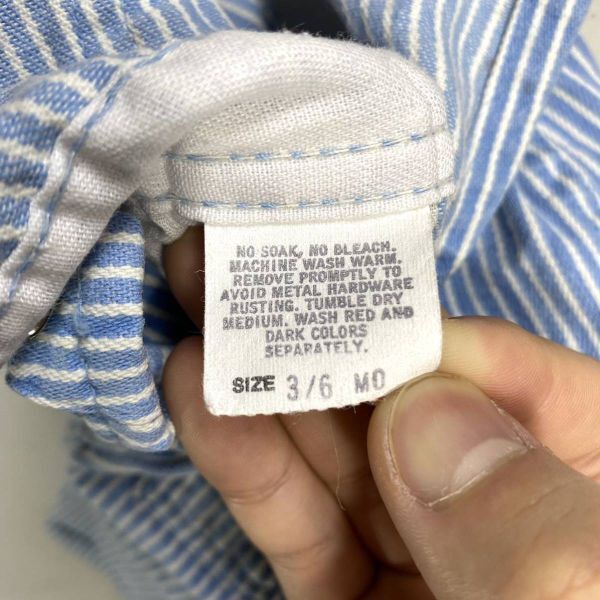 NO SOAK, NO BLEACH.
MACHINE WASH WARM.
REMOVE PROMPTLY TO
AVOID METAL HARDWARE
RUSTING. TUMBLE DRY
MEDIUM. WASH RED AND
DARK COLORS
SEPARATELY.
SIZE 3/6 MO